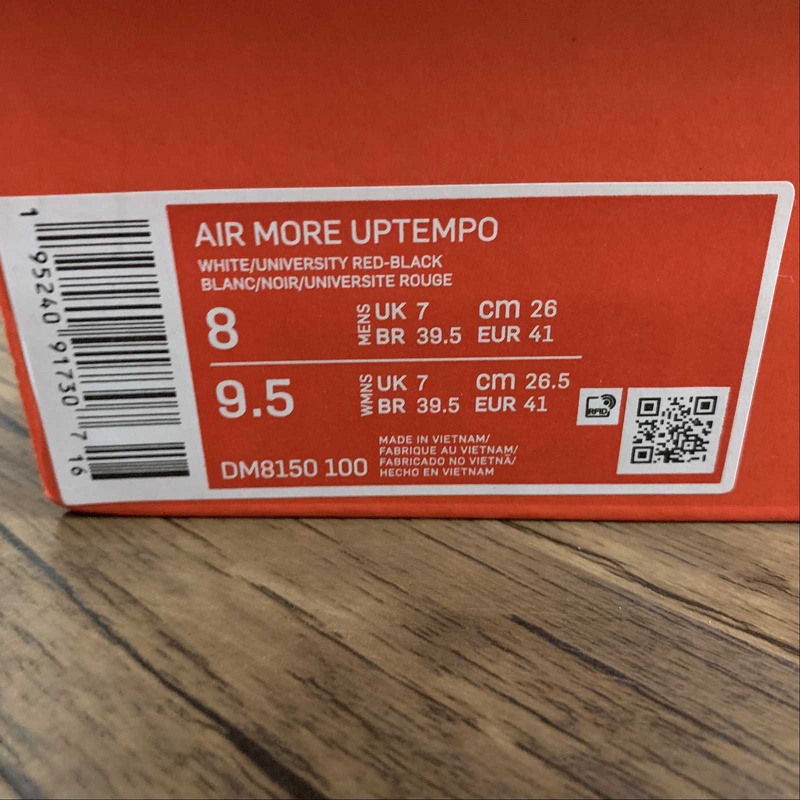 AIR MORE UPTEMPO
WHITE/UNIVERSITY RED-BLACK
BLANC/NOIR/UNIVERSITE ROUGE
8
MENS
UK 7 cm 26
BR 39.5 EUR 41
9.5
WMNS
UK 7 cm 26.5
BR 39.5 EUR 41
RFID
DM8150 100
MADE IN VIETNAM/
FABRIQUE AU VIETNAM/
FABRICADO NO VIETNÃ/
HECHO EN VIETNAM
1 95240 91730 7 16